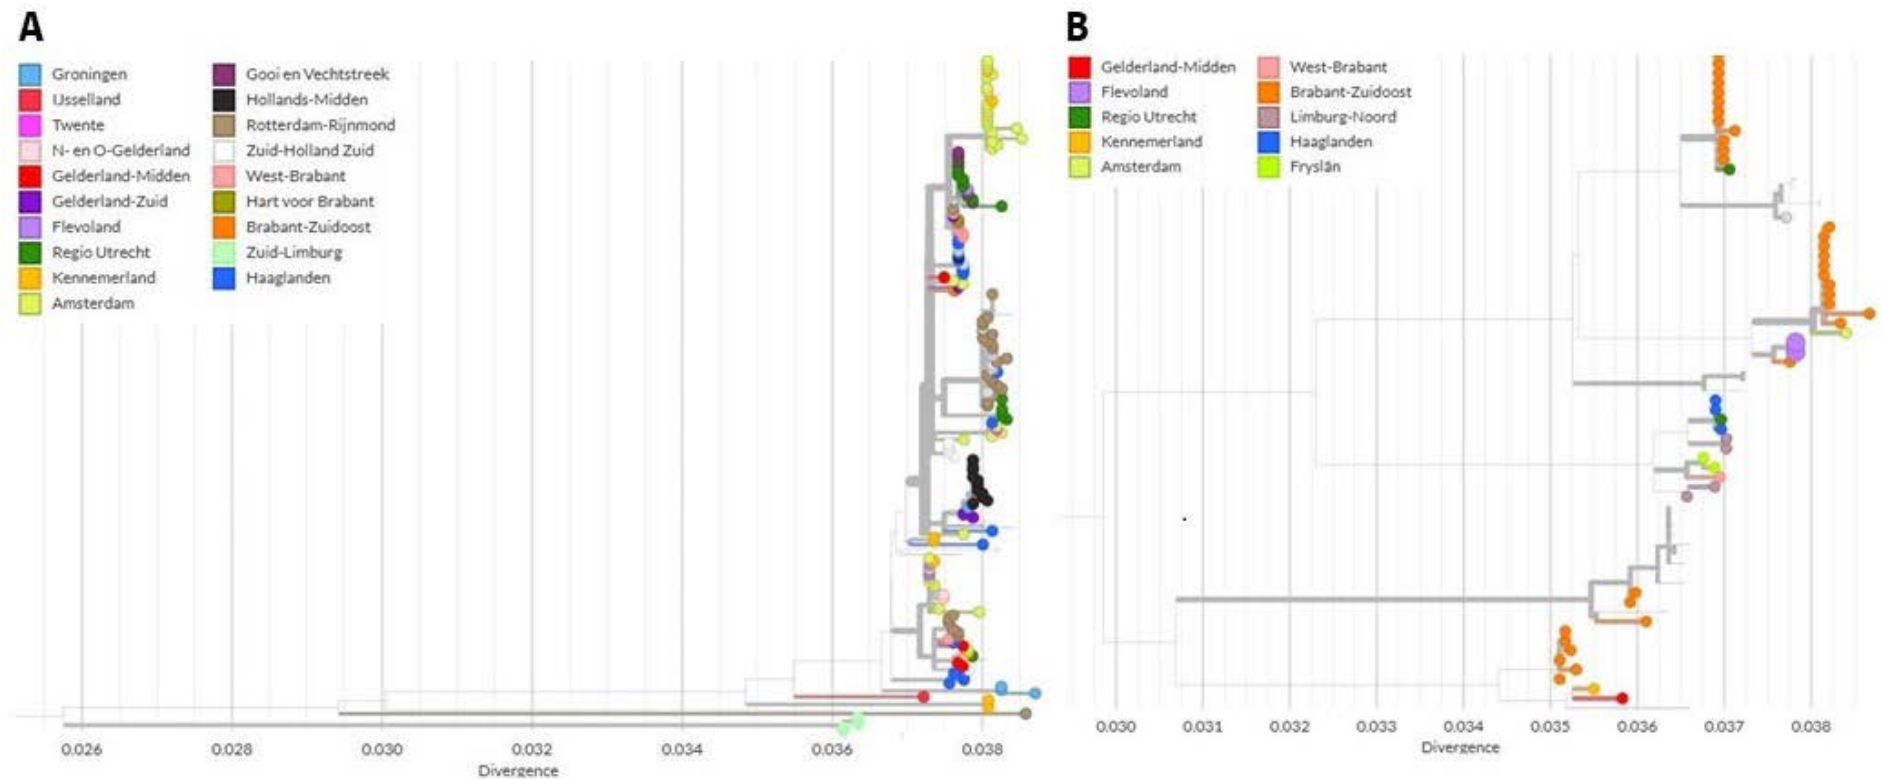 A
Groningen
IJsselland
Twente
N- en O-Gelderland
Gelderland-Midden
Gelderland-Zuid
Flevoland
Regio Utrecht
Kennemerland
Amsterdam
Gooi en Vechtstreek
Hollands-Midden
Rotterdam-Rijnmond
Zuid-Holland Zuid
West-Brabant
Hart voor Brabant
Brabant-Zuidoost
Zuid-Limburg
Haaglanden
0.026 0.028 0.030 0.032 0.034 0.036 0.038
Divergence
B
Gelderland-Midden
Flevoland
Regio Utrecht
Kennemerland
Amsterdam
West-Brabant
Brabant-Zuidoost
Limburg-Noord
Haaglanden
Fryslân
0.030 0.031 0.032 0.033 0.034 0.035 0.036 0.037 0.038
Divergence